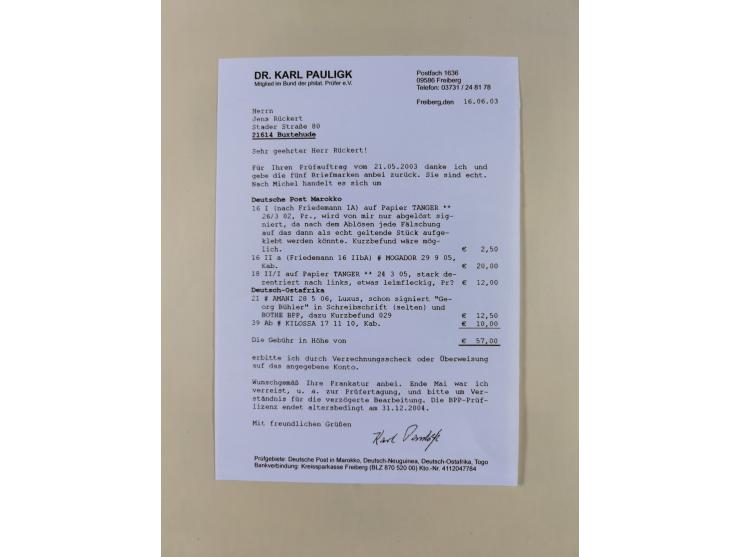 DR. KARL PAULIGK
Mitglied im Bund der philat. Prüfer e.V.
Postfach 1636
09586 Freiberg
Telefon: 03731 / 24 81 78
Freiberg,den 16.06.03
Herrn
Jens Rückert
Stader Straße 80
21614 Buxtehude
Sehr geehrter Herr Rückert!
Für Ihren Prüfauftrag vom 21.05.2003 danke ich und
gebe die fünf Briefmarken anbei zurück. Sie sind echt.
Nach Michel handelt es sich um
Deutsche Post Marokko
16 I (nach Friedemann IA) auf Papier TANGER **
26/3 02, Pr., wird von mir nur abgelöst sig-
niert, da nach dem Ablösen jede Fälschung
auf das dann als echt geltende Stück aufge-
klebt werden könnte. Kurzbefund wäre mög-
lich. € 2,50
16 II a (Friedemann 16 IIbA) # MOGADOR 29 9 05,
Kab. € 20,00
18 II/I auf Papier TANGER ** 24 3 05, stark de-
zentriert nach links, etwas leimfleckig, Pr? € 12,00
Deutsch-Ostafrika
21 # AMANI 28 5 06, Luxus, schon signiert "Ge-
org Bühler" in Schreibschrift (selten) und
BOTHE BPP, dazu Kurzbefund 029 € 12,50
39 Ab # KILOSSA 17 11 10, Kab. € 10,00
Die Gebühr in Höhe von € 57,00
erbitte ich durch Verrechnungsscheck oder Überweisung
auf das angegebene Konto.
Wunschgemäß Ihre Frankatur anbei. Ende Mai war ich
verreist, u. a. zur Prüfertagung, und bitte um Ver-
ständnis für die verzögerte Bearbeitung. Die BPP-Prüf-
lizenz endet altersbedingt am 31.12.2004.
Mit freundlichen Grüßen
Karl Pauligk
Prüfgebiete: Deutsche Post in Marokko, Deutsch-Neuguinea, Deutsch-Ostafrika, Togo
Bankverbindung: Kreissparkasse Freiberg (BLZ 870 520 00) Kto.-Nr. 4112047764